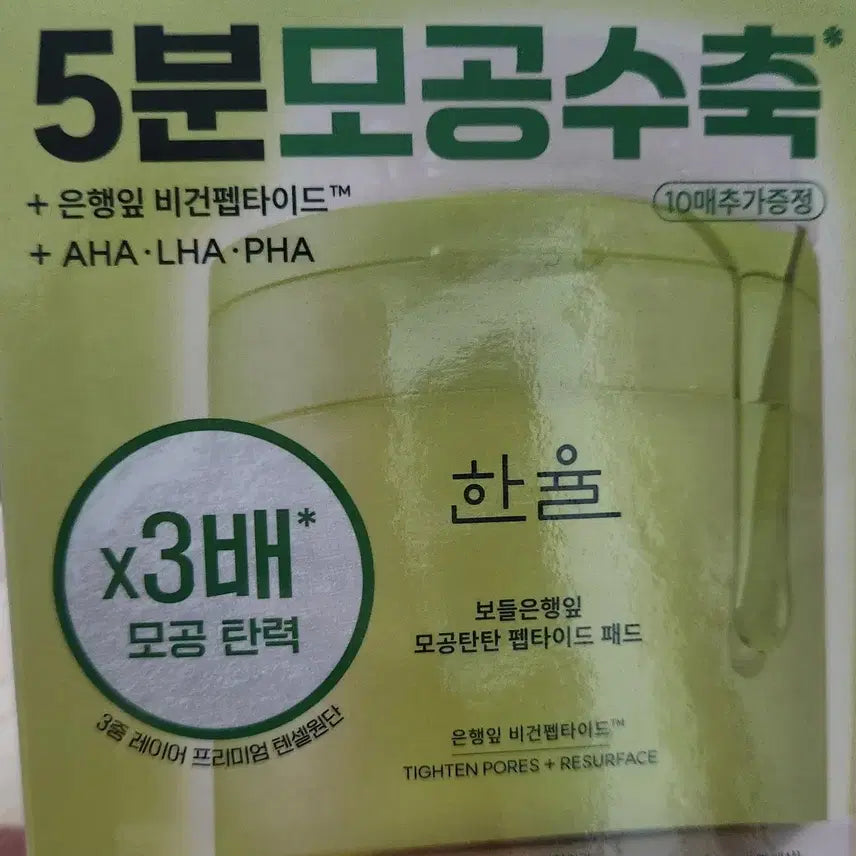 5분모공수축*
+ 은행잎 비건펩타이드™
10매추가증정
+ AHA·LHA·PHA
한율
x3배*
모공 탄력
3중 레이어 프리미엄 텐셀원단
보들은행잎
모공탄탄 펩타이드 패드
은행잎 비건펩타이드™
TIGHTEN PORES + RESURFACE